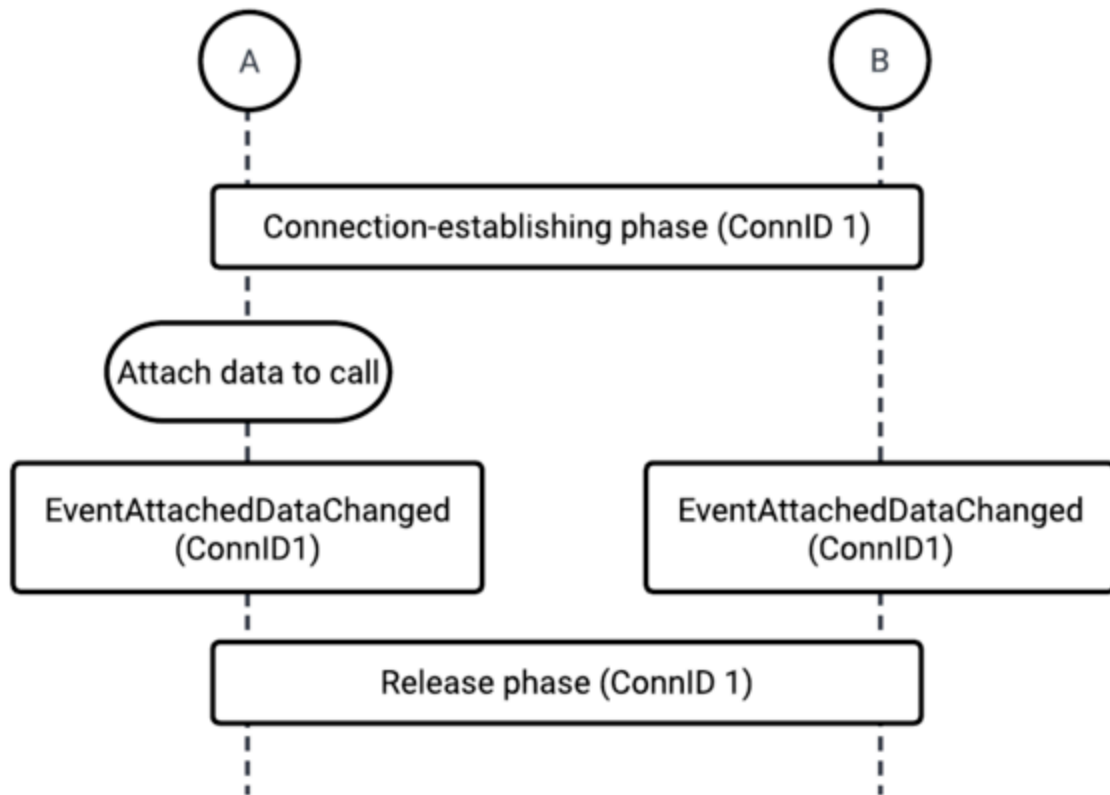 A
B
Connection-establishing phase (ConnID 1)
Attach data to call
EventAttachedDataChanged
(ConnID1)
EventAttachedDataChanged
(ConnID1)
Release phase (ConnID 1)